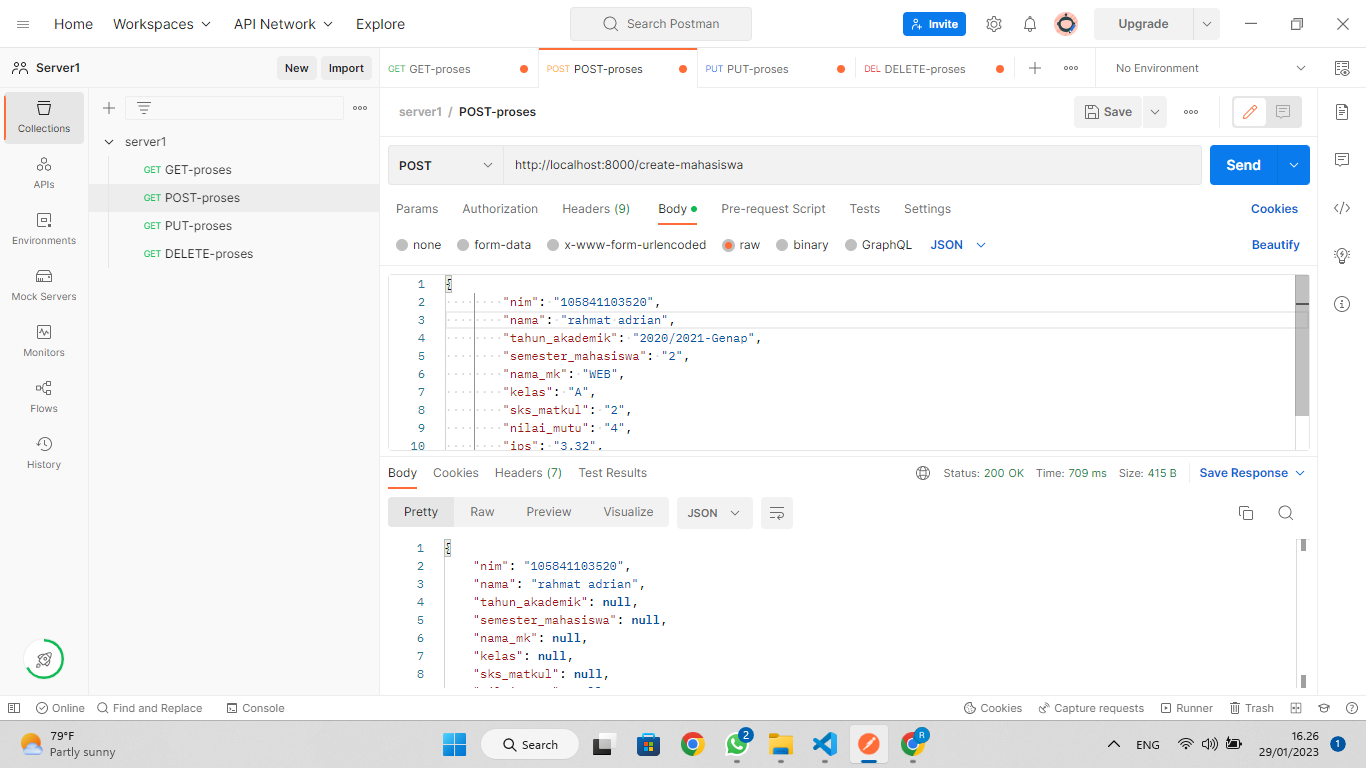 Home Workspaces API Network Explore Search Postman Invite Upgrade
Server1 New Import GET GET-proses POST POST-proses PUT PUT-proses DEL DELETE-proses No Environment
Collections
APIs
Environments
Mock Servers
Monitors
Flows
History
server1
GET GET-proses
GET POST-proses
GET PUT-proses
GET DELETE-proses
server1 / POST-proses Save
POST http://localhost:8000/create-mahasiswa Send
Params Authorization Headers (9) Body Pre-request Script Tests Settings Cookies
none form-data x-www-form-urlencoded raw binary GraphQL JSON Beautify
1 {
2 "nim": "105841103520",
3 "nama": "rahmat adrian",
4 "tahun_akademik": "2020/2021-Genap",
5 "semester_mahasiswa": "2",
6 "nama_mk": "WEB",
7 "kelas": "A",
8 "sks_matkul": "2",
9 "nilai_mutu": "4",
10 "ips": "3.32",
Body Cookies Headers (7) Test Results Status: 200 OK Time: 709 ms Size: 415 B Save Response
Pretty Raw Preview Visualize JSON
1 {
2 "nim": "105841103520",
3 "nama": "rahmat adrian",
4 "tahun_akademik": null,
5 "semester_mahasiswa": null,
6 "nama_mk": null,
7 "kelas": null,
8 "sks_matkul": null,
Online Find and Replace Console Cookies Capture requests Runner Trash
79°F
Partly sunny
Search
2
R
ENG
16.26
29/01/2023
1